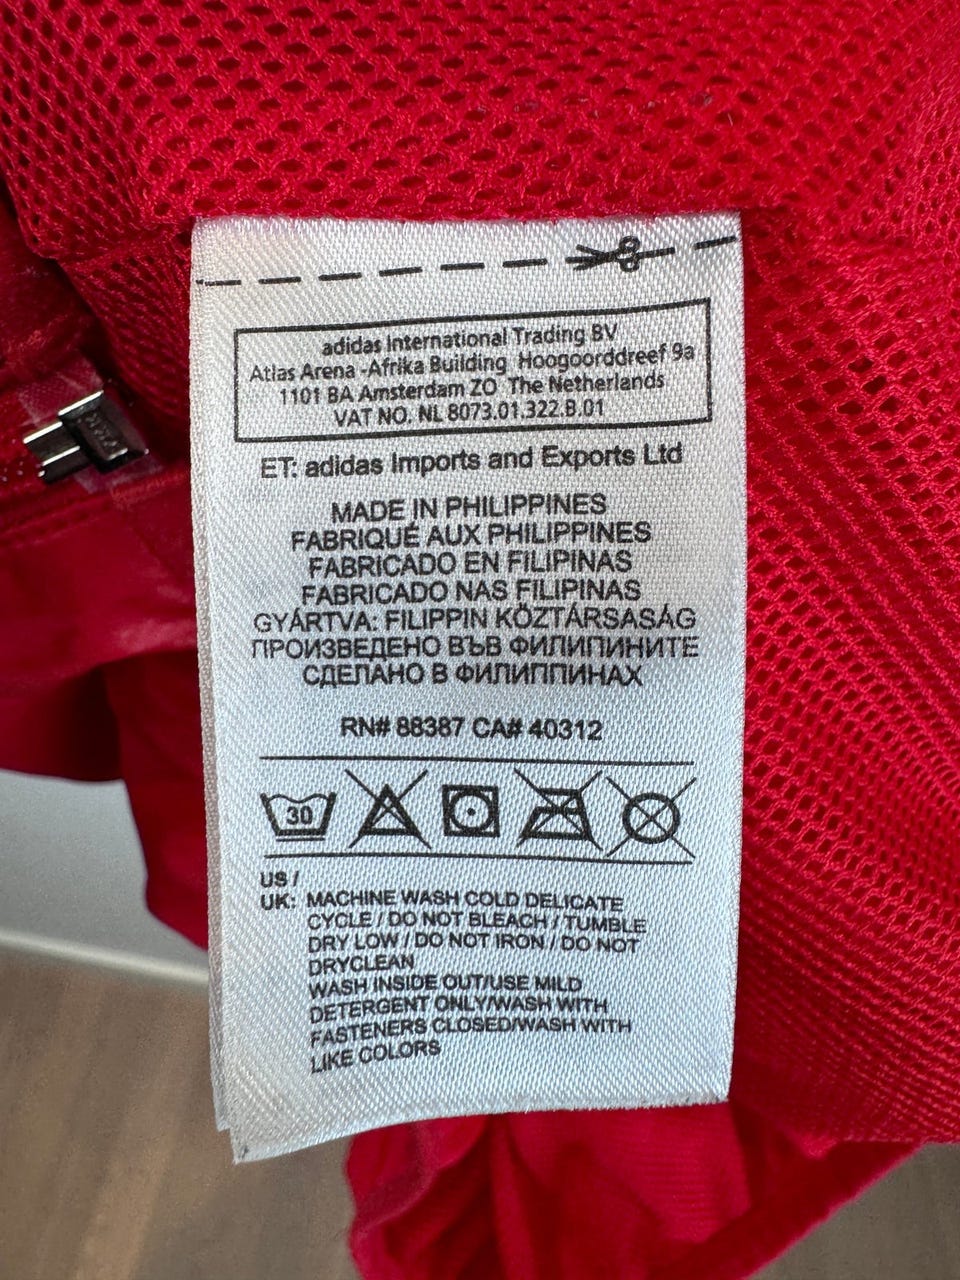 adidas International Trading BV
Atlas Arena -Afrika Building Hoogoorddreef 9a
1101 BA Amsterdam ZO The Netherlands
VAT NO. NL 8073.01.322.B.01
ET: adidas Imports and Exports Ltd
MADE IN PHILIPPINES
FABRIQUÉ AUX PHILIPPINES
FABRICADO EN FILIPINAS
FABRICADO NAS FILIPINAS
GYÁRTVA: FILIPPIN KÖZTÁRSASÁG
ПРОИЗВЕДЕНО ВЪВ ФИЛИПИНИТЕ
СДЕЛАНО В ФИЛИППИНАХ
RN# 88387 CA# 40312
30
US /
UK: MACHINE WASH COLD DELICATE
CYCLE / DO NOT BLEACH / TUMBLE
DRY LOW / DO NOT IRON / DO NOT
DRYCLEAN
WASH INSIDE OUT/USE MILD
DETERGENT ONLY/WASH WITH
FASTENERS CLOSED/WASH WITH
LIKE COLORS